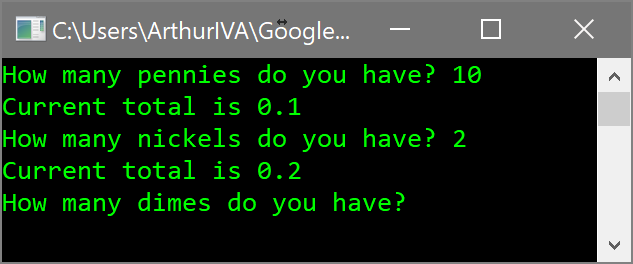 C:\Users\ArthurIVA\Google...
How many pennies do you have? 10
Current total is 0.1
How many nickels do you have? 2
Current total is 0.2
How many dimes do you have?